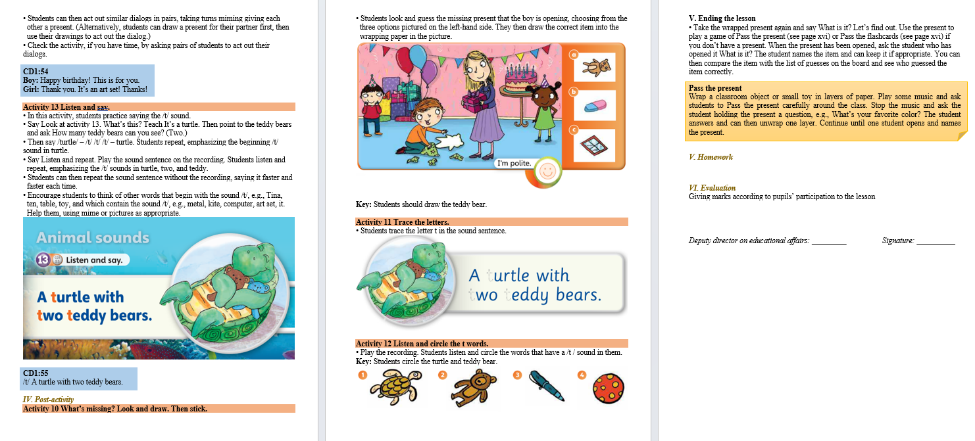 • Students can then act out similar dialogs in pairs, taking turns miming giving each
other a present. (Alternatively, students can draw a present for their partner first, then
use their drawings to act out the dialog.)
• Check the activity, if you have time, by asking pairs of students to act out their
dialogs.
CD1:54
Boy: Happy birthday! This is for you.
Girl: Thank you. It's an art set! Thanks!
Activity 13 Listen and say.
• In this activity, students practice saying the /t/ sound.
• Say Look at activity 13. What's this? Teach It's a turtle. Then point to the teddy bears
and ask How many teddy bears can you see? (Two.)
• Then say /turtle/ – /t/ /t/ /t/ – turtle. Students repeat, emphasizing the beginning /t/
sound in turtle.
• Say Listen and repeat. Play the sound sentence on the recording. Students listen and
repeat, emphasizing the /t/ sounds in turtle, two, and teddy.
• Students can then repeat the sound sentence without the recording, saying it faster and
faster each time.
• Encourage students to think of other words that begin with the sound /t/, e.g., Tina,
ten, table, toy, and which contain the sound /t/, e.g., metal, kite, computer, art set, it.
Help them, using mime or pictures as appropriate.
Animal sounds
13 Listen and say.
A turtle with
two teddy bears.
CD1:55
/t/ A turtle with two teddy bears.
IV. Post-activity
Activity 10 What's missing? Look and draw. Then stick.
• Students look and guess the missing present that the boy is opening, choosing from the
three options pictured on the left-hand side. They then draw the correct item into the
wrapping paper in the picture.
a
b
c
I'm polite.
Key: Students should draw the teddy bear.
Activity 11 Trace the letters.
• Students trace the letter t in the sound sentence.
A turtle with
two teddy bears.
Activity 12 Listen and circle the t words.
• Play the recording. Students listen and circle the words that have a /t / sound in them.
Key: Students circle the turtle and teddy bear.
1 2 3 4
V. Ending the lesson
• Take the wrapped present again and say What is it? Let's find out. Use the present to
play a game of Pass the present (see page xvi) or Pass the flashcards (see page xvi) if
you don't have a present. When the present has been opened, ask the student who has
opened it What is it? The student names the item and can keep it if appropriate. You can
then compare the item with the list of guesses on the board and see who guessed the
item correctly.
Pass the present
Wrap a classroom object or small toy in layers of paper. Play some music and ask
students to Pass the present carefully around the class. Stop the music and ask the
student holding the present a question, e.g., What's your favorite color? The student
answers and can then unwrap one layer. Continue until one student opens and names
the present.
V. Homework
VI. Evaluation
Giving marks according to pupils' participation to the lesson
Deputy director on educational affairs: ________ Signature: ________